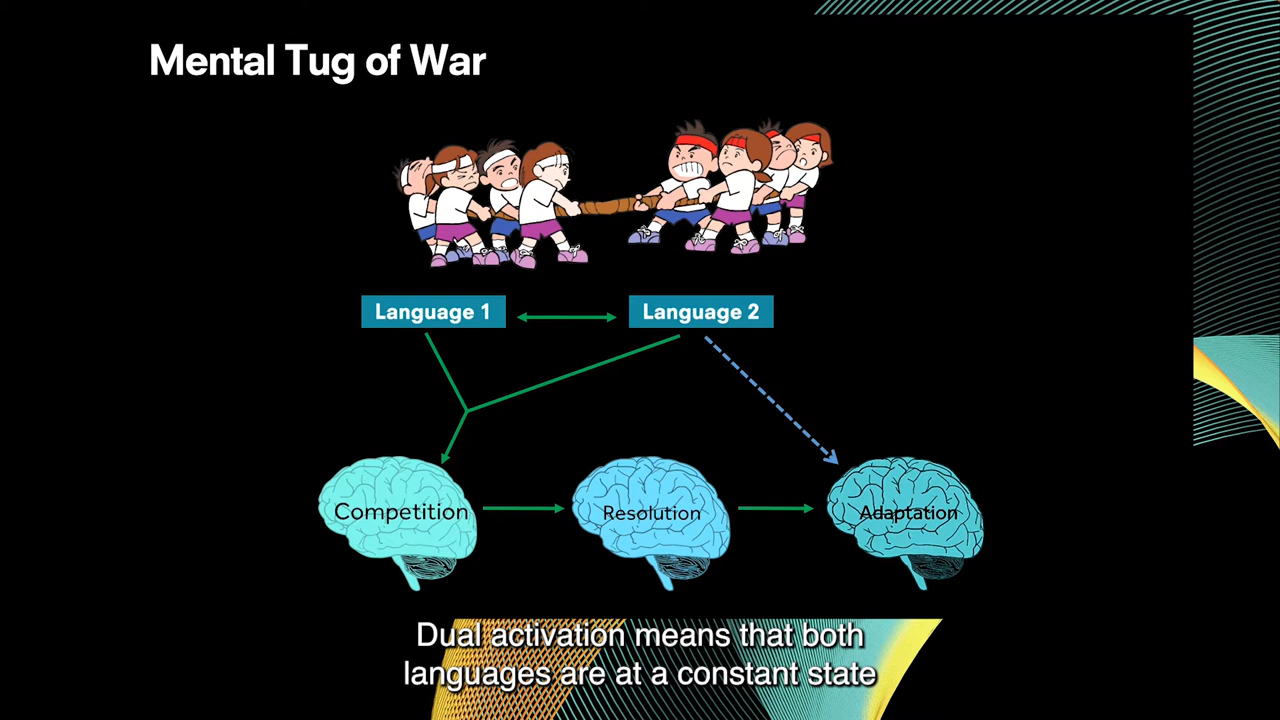 Mental Tug of War
Language 1
Language 2
Competition
Resolution
Adaptation
Dual activation means that both
languages are at a constant state